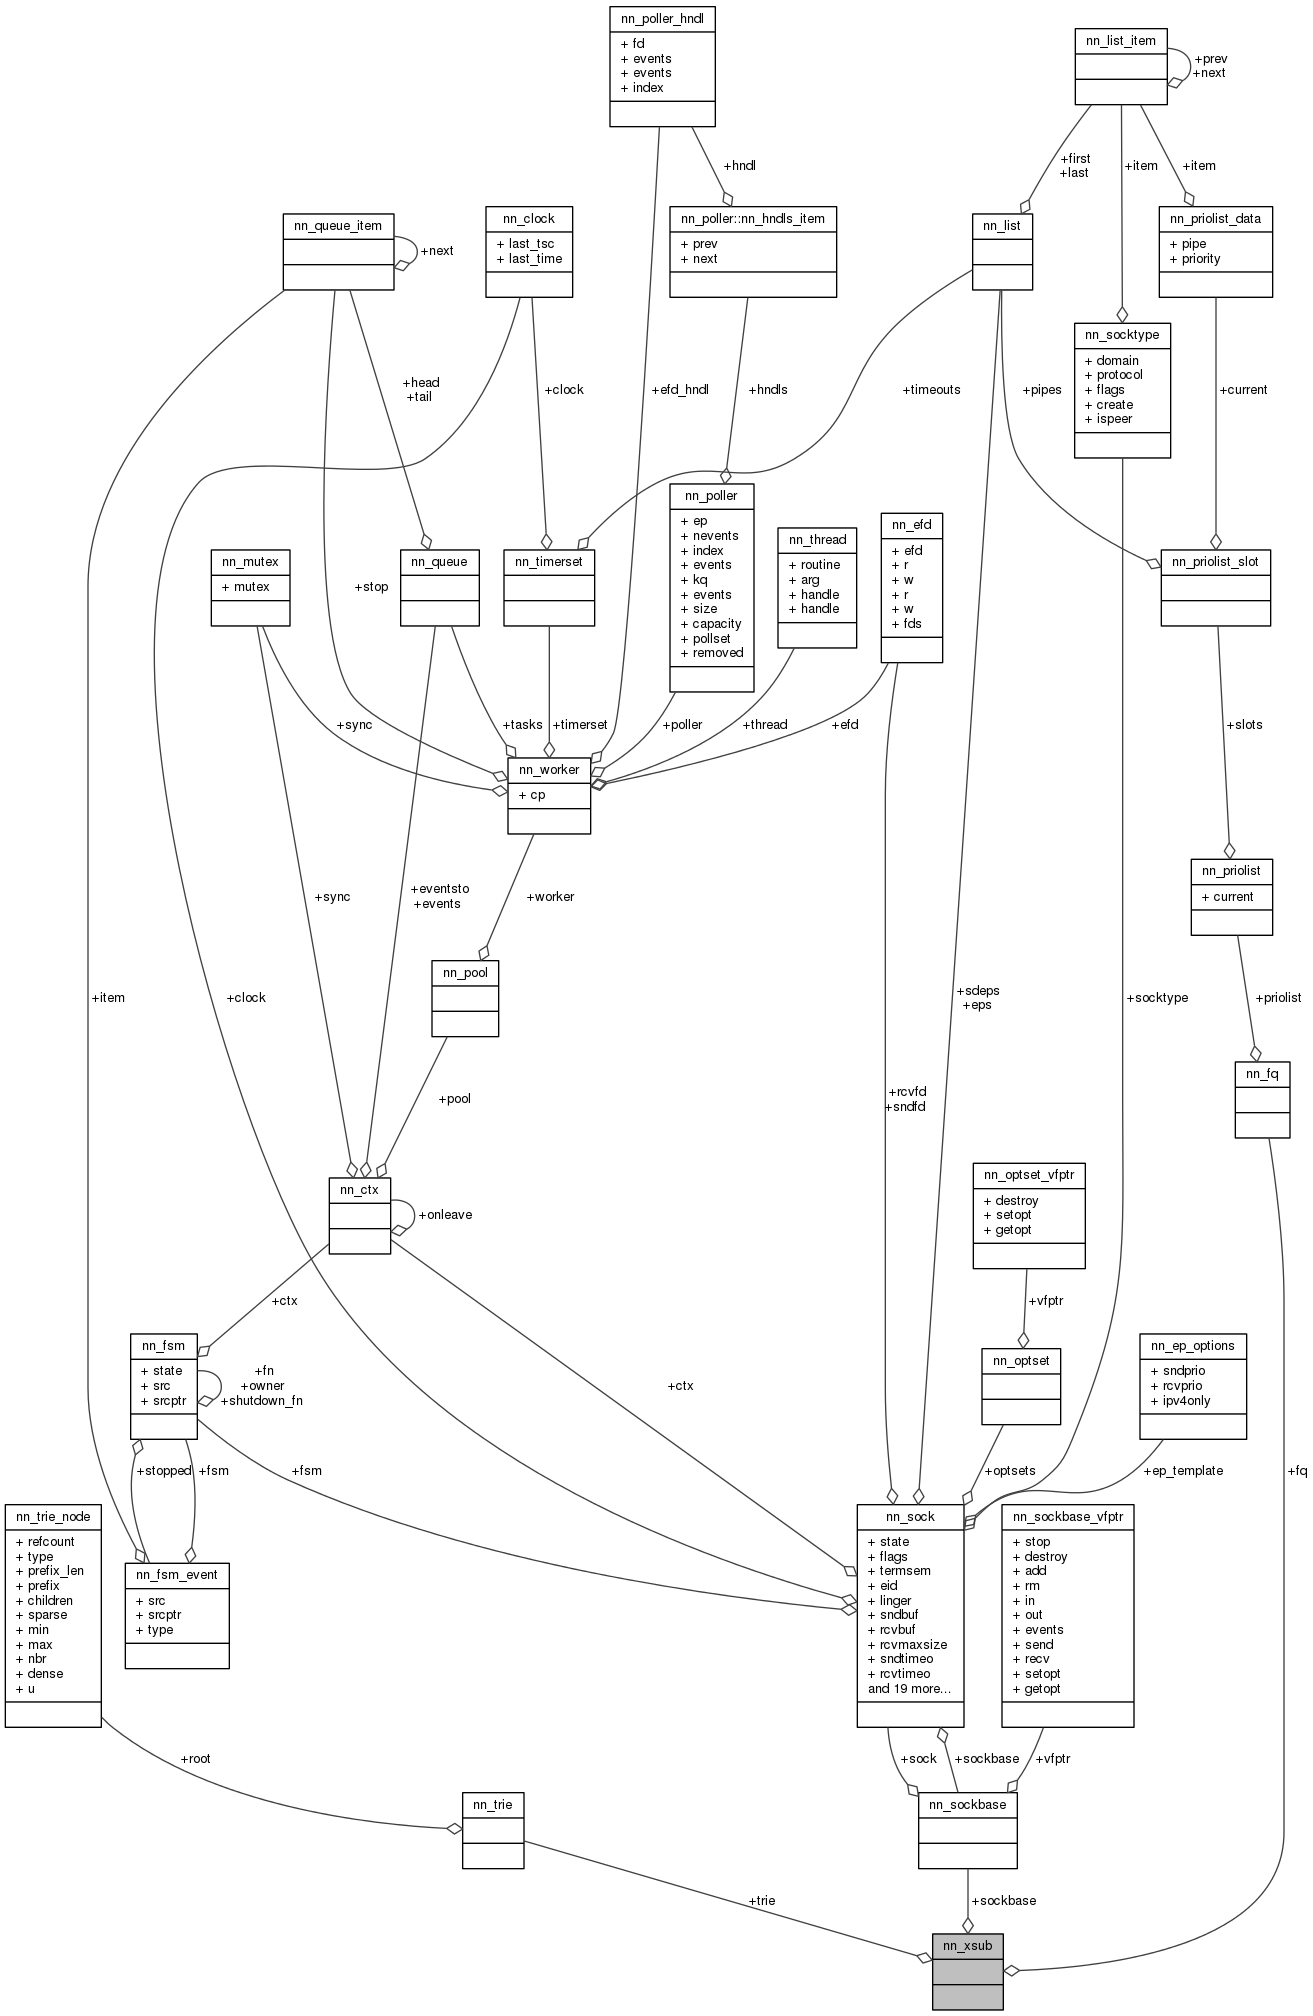 nn_poller_hndl
+ fd
+ events
+ events
+ index
nn_list_item
+prev
+next
+hndl
+first
+last
+item
+item
nn_queue_item
+next
nn_clock
+ last_tsc
+ last_time
nn_poller::nn_hndls_item
+ prev
+ next
nn_list
nn_priolist_data
+ pipe
+ priority
nn_socktype
+ domain
+ protocol
+ flags
+ create
+ ispeer
+head
+tail
+clock
+efd_hndl
+hndls
+timeouts
+pipes
+current
nn_mutex
+ mutex
+stop
nn_queue
nn_timerset
nn_poller
+ ep
+ nevents
+ index
+ events
+ kq
+ events
+ size
+ capacity
+ pollset
+ removed
nn_thread
+ routine
+ arg
+ handle
+ handle
nn_efd
+ efd
+ r
+ w
+ r
+ w
+ fds
nn_priolist_slot
+sync
+tasks
+timerset
+poller
+thread
+efd
+slots
nn_worker
+ cp
+sync
+eventsto
+events
+worker
nn_priolist
+ current
nn_pool
+item
+clock
+sdeps
+eps
+socktype
+priolist
+pool
+rcvfd
+sndfd
nn_fq
nn_ctx
+onleave
nn_optset_vfptr
+ destroy
+ setopt
+ getopt
+ctx
+vfptr
nn_fsm
+ state
+ src
+ srcptr
+fn
+owner
+shutdown_fn
+ctx
nn_optset
nn_ep_options
+ sndprio
+ rcvprio
+ ipv4only
+stopped
+fsm
+fsm
+optsets
+ep_template
+fq
nn_trie_node
+ refcount
+ type
+ prefix_len
+ prefix
+ children
+ sparse
+ min
+ max
+ nbr
+ dense
+ u
nn_fsm_event
+ src
+ srcptr
+ type
nn_sock
+ state
+ flags
+ termsem
+ eid
+ linger
+ sndbuf
+ rcvbuf
+ rcvmaxsize
+ sndtimeo
+ rcvtimeo
and 19 more...
nn_sockbase_vfptr
+ stop
+ destroy
+ add
+ rm
+ in
+ out
+ events
+ send
+ recv
+ setopt
+ getopt
+root
+sock
+sockbase
+vfptr
nn_trie
nn_sockbase
+trie
+sockbase
nn_xsub